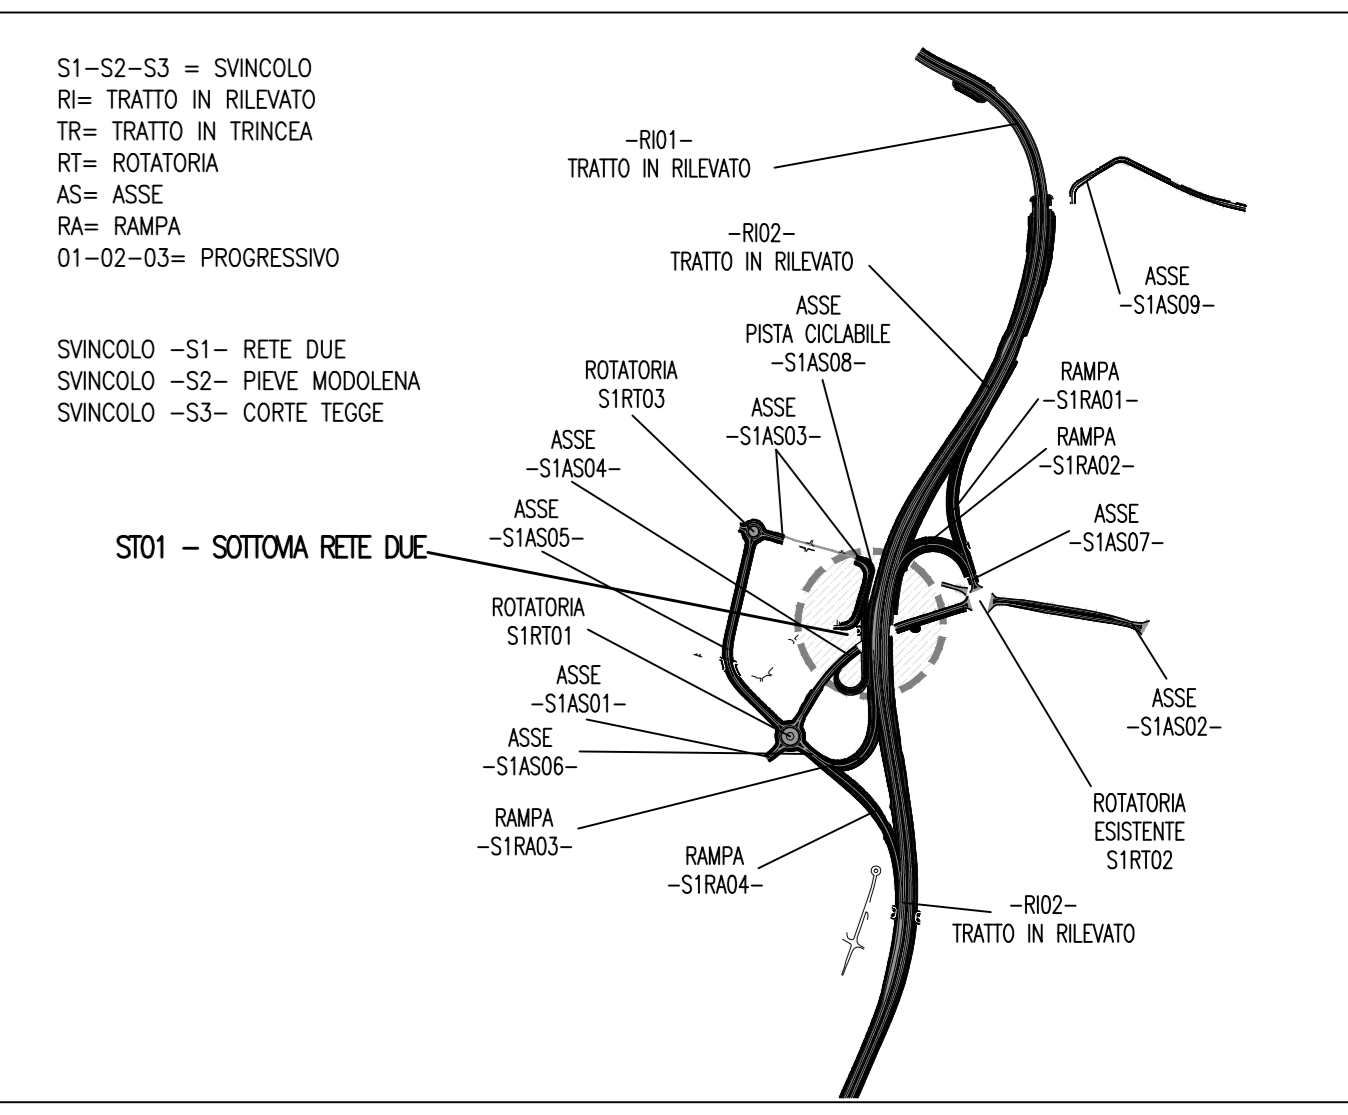 S1-S2-S3 = SVINCOLO
RI= TRATTO IN RILEVATO
TR= TRATTO IN TRINCEA
RT= ROTATORIA
AS= ASSE
RA= RAMPA
01-02-03= PROGRESSIVO
SVINCOLO -S1- RETE DUE
SVINCOLO -S2- PIEVE MODOLENA
SVINCOLO -S3- CORTE TEGGE
-RI01-
TRATTO IN RILEVATO
-RI02-
TRATTO IN RILEVATO
ASSE
-S1AS09-
ASSE
PISTA CICLABILE
-S1AS08-
ROTATORIA
S1RT03
ASSE
-S1AS03-
RAMPA
-S1RA01-
RAMPA
-S1RA02-
ASSE
-S1AS04-
ASSE
-S1AS05-
ASSE
-S1AS07-
ST01 - SOTTOVIA RETE DUE
ROTATORIA
S1RT01
ASSE
-S1AS01-
ASSE
-S1AS02-
ASSE
-S1AS06-
RAMPA
-S1RA03-
RAMPA
-S1RA04-
ROTATORIA
ESISTENTE
S1RT02
-RI02-
TRATTO IN RILEVATO